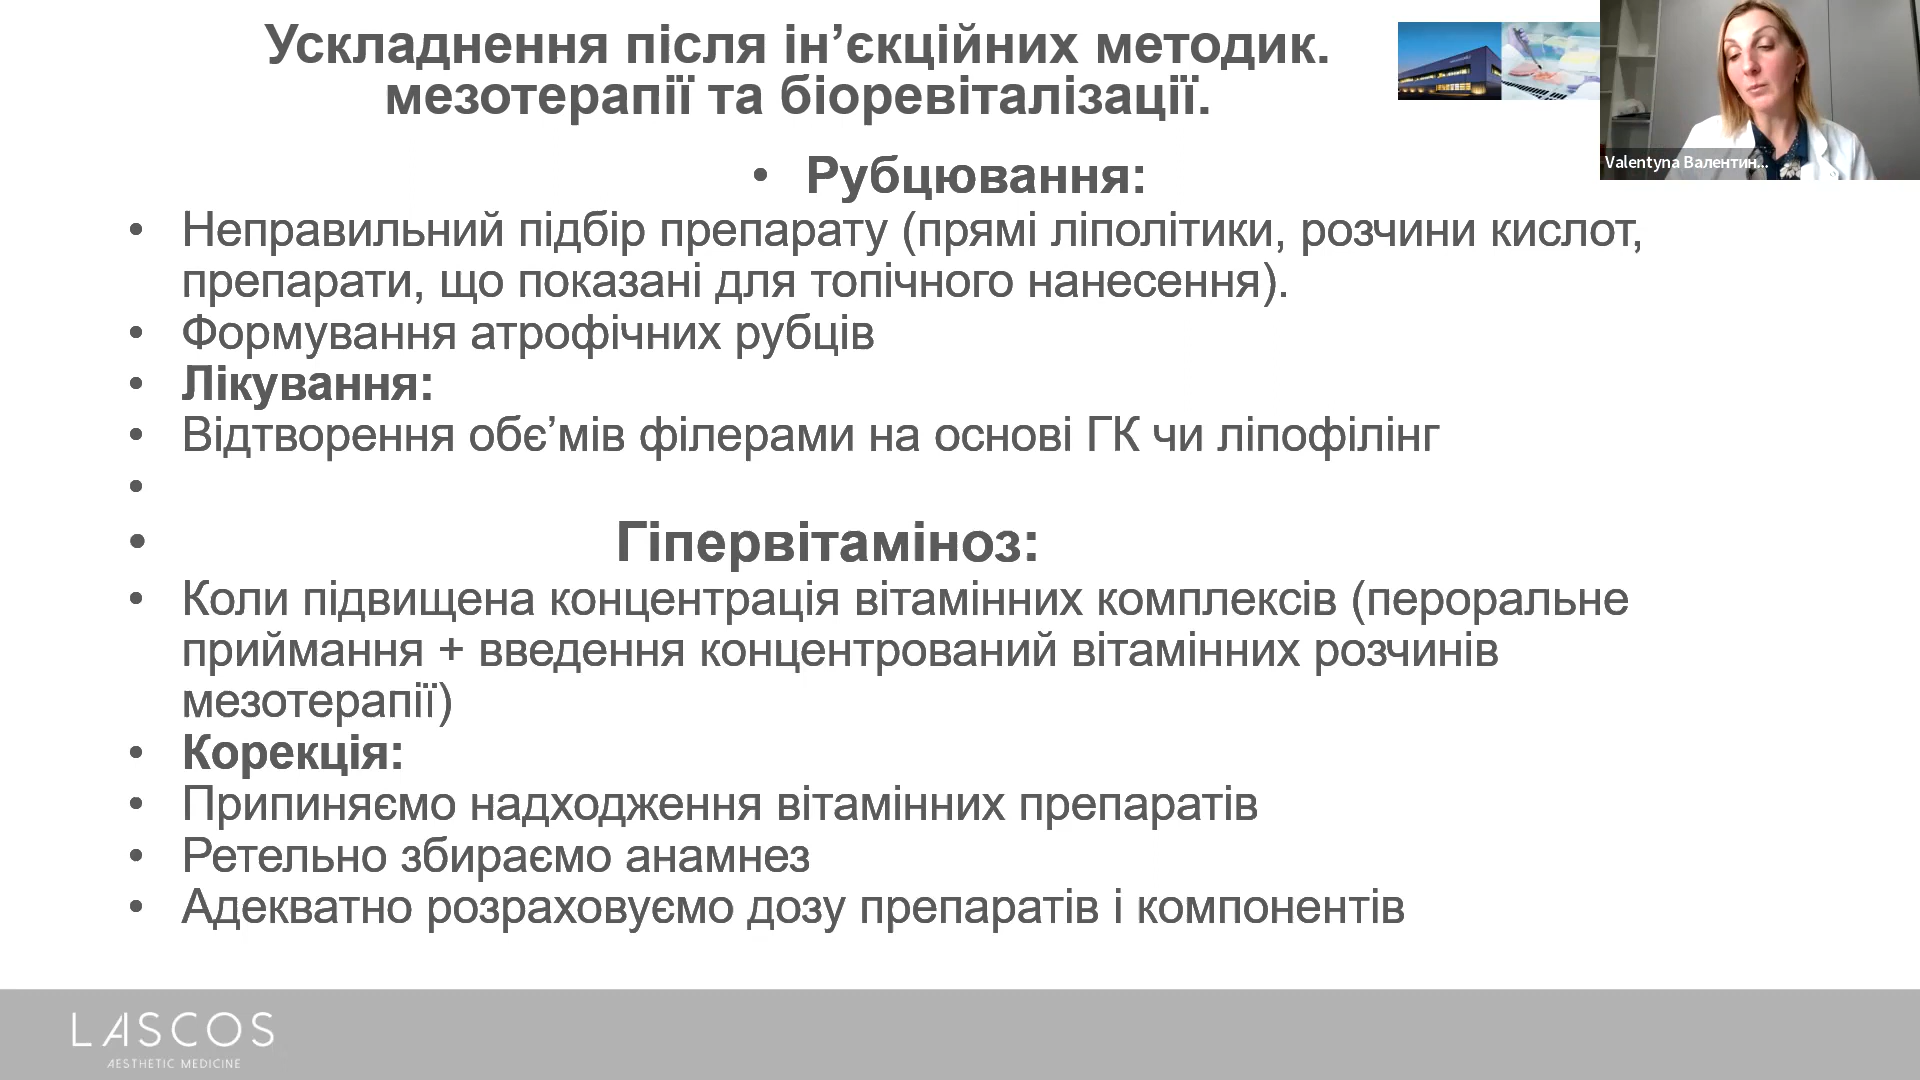 Ускладнення після ін’єкційних методик.
мезотерапії та біоревіталізації.
Valentyna Валентин...
• Рубцювання:
• Неправильний підбір препарату (прямі ліполітики, розчини кислот,
препарати, що показані для топічного нанесення).
• Формування атрофічних рубців
• Лікування:
• Відтворення обє’мів філерами на основі ГК чи ліпофілінг
•
• Гіпервітаміноз:
• Коли підвищена концентрація вітамінних комплексів (пероральне
приймання + введення концентрований вітамінних розчинів
мезотерапії)
• Корекція:
• Припиняємо надходження вітамінних препаратів
• Ретельно збираємо анамнез
• Адекватно розраховуємо дозу препаратів і компонентів
LASCOS
AESTHETIC MEDICINE